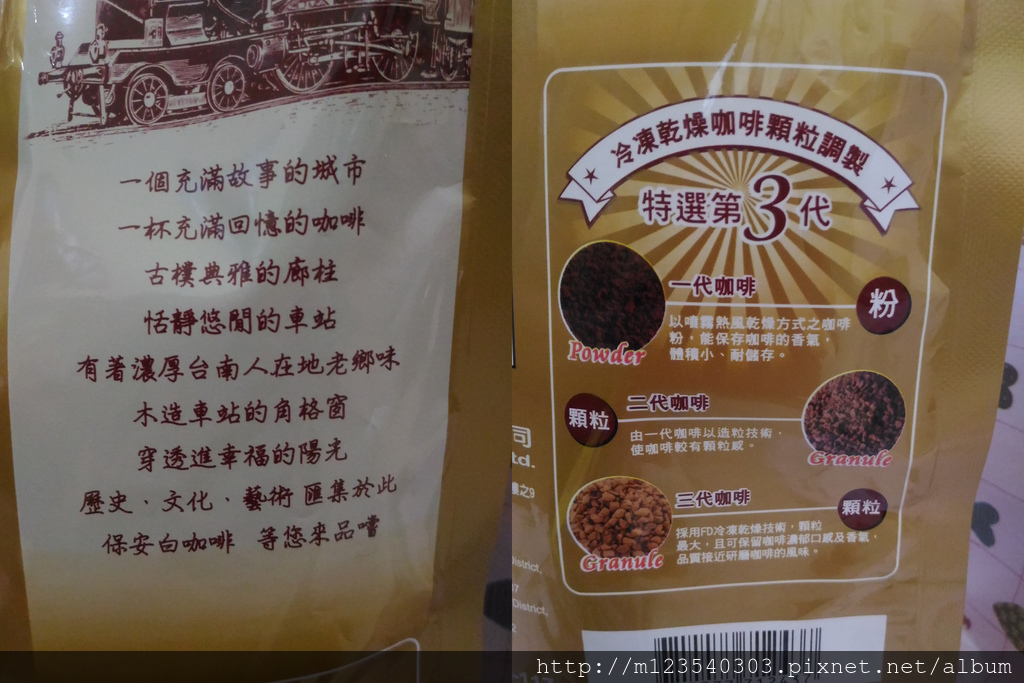 一個充滿故事的城市
一杯充滿回憶的咖啡
古樸典雅的廊柱
恬靜悠閒的車站
有著濃厚台南人在地老鄉味
木造車站的角格窗
穿透進幸福的陽光
歷史、文化、藝術 匯集於此
保安白咖啡 等您來品嚐
冷凍乾燥咖啡顆粒調製
特選第3代
一代咖啡
粉
以噴霧熱風乾燥方式之咖啡
粉，能保存咖啡的香氣，
體積小、耐儲存。
Powder
二代咖啡
顆粒
由一代咖啡以造粒技術，
使咖啡較有顆粒感。
Granule
三代咖啡
顆粒
採用FD冷凍乾燥技術，顆粒
最大，且可保留咖啡濃郁口感及香氣，
品質接近研磨咖啡的風味。
Granule
司
td.
之9
istrict,
District,
http://m123540303.pixnet.net/album